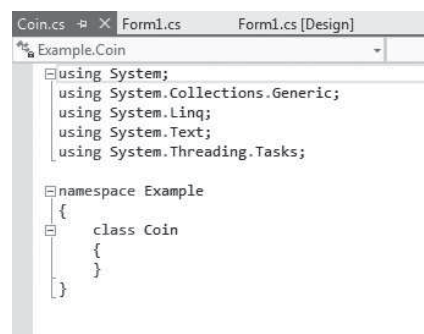 Coin.cs Form1.cs Form1.cs [Design]
Example.Coin
using System;
using System.Collections.Generic;
using System.Linq;
using System.Text;
using System.Threading.Tasks;
namespace Example
{
class Coin
{
}
}